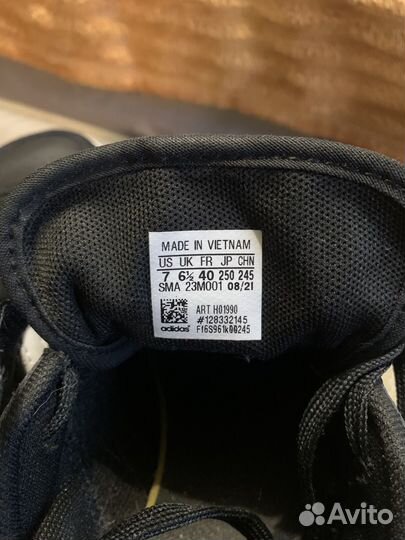 MADE IN VIETNAM
US UK FR JP CHN
7 6½ 40 250 245
SMA 23M001 08/21
ART H01990
#128332145
adidas F16S961k00245
Avito